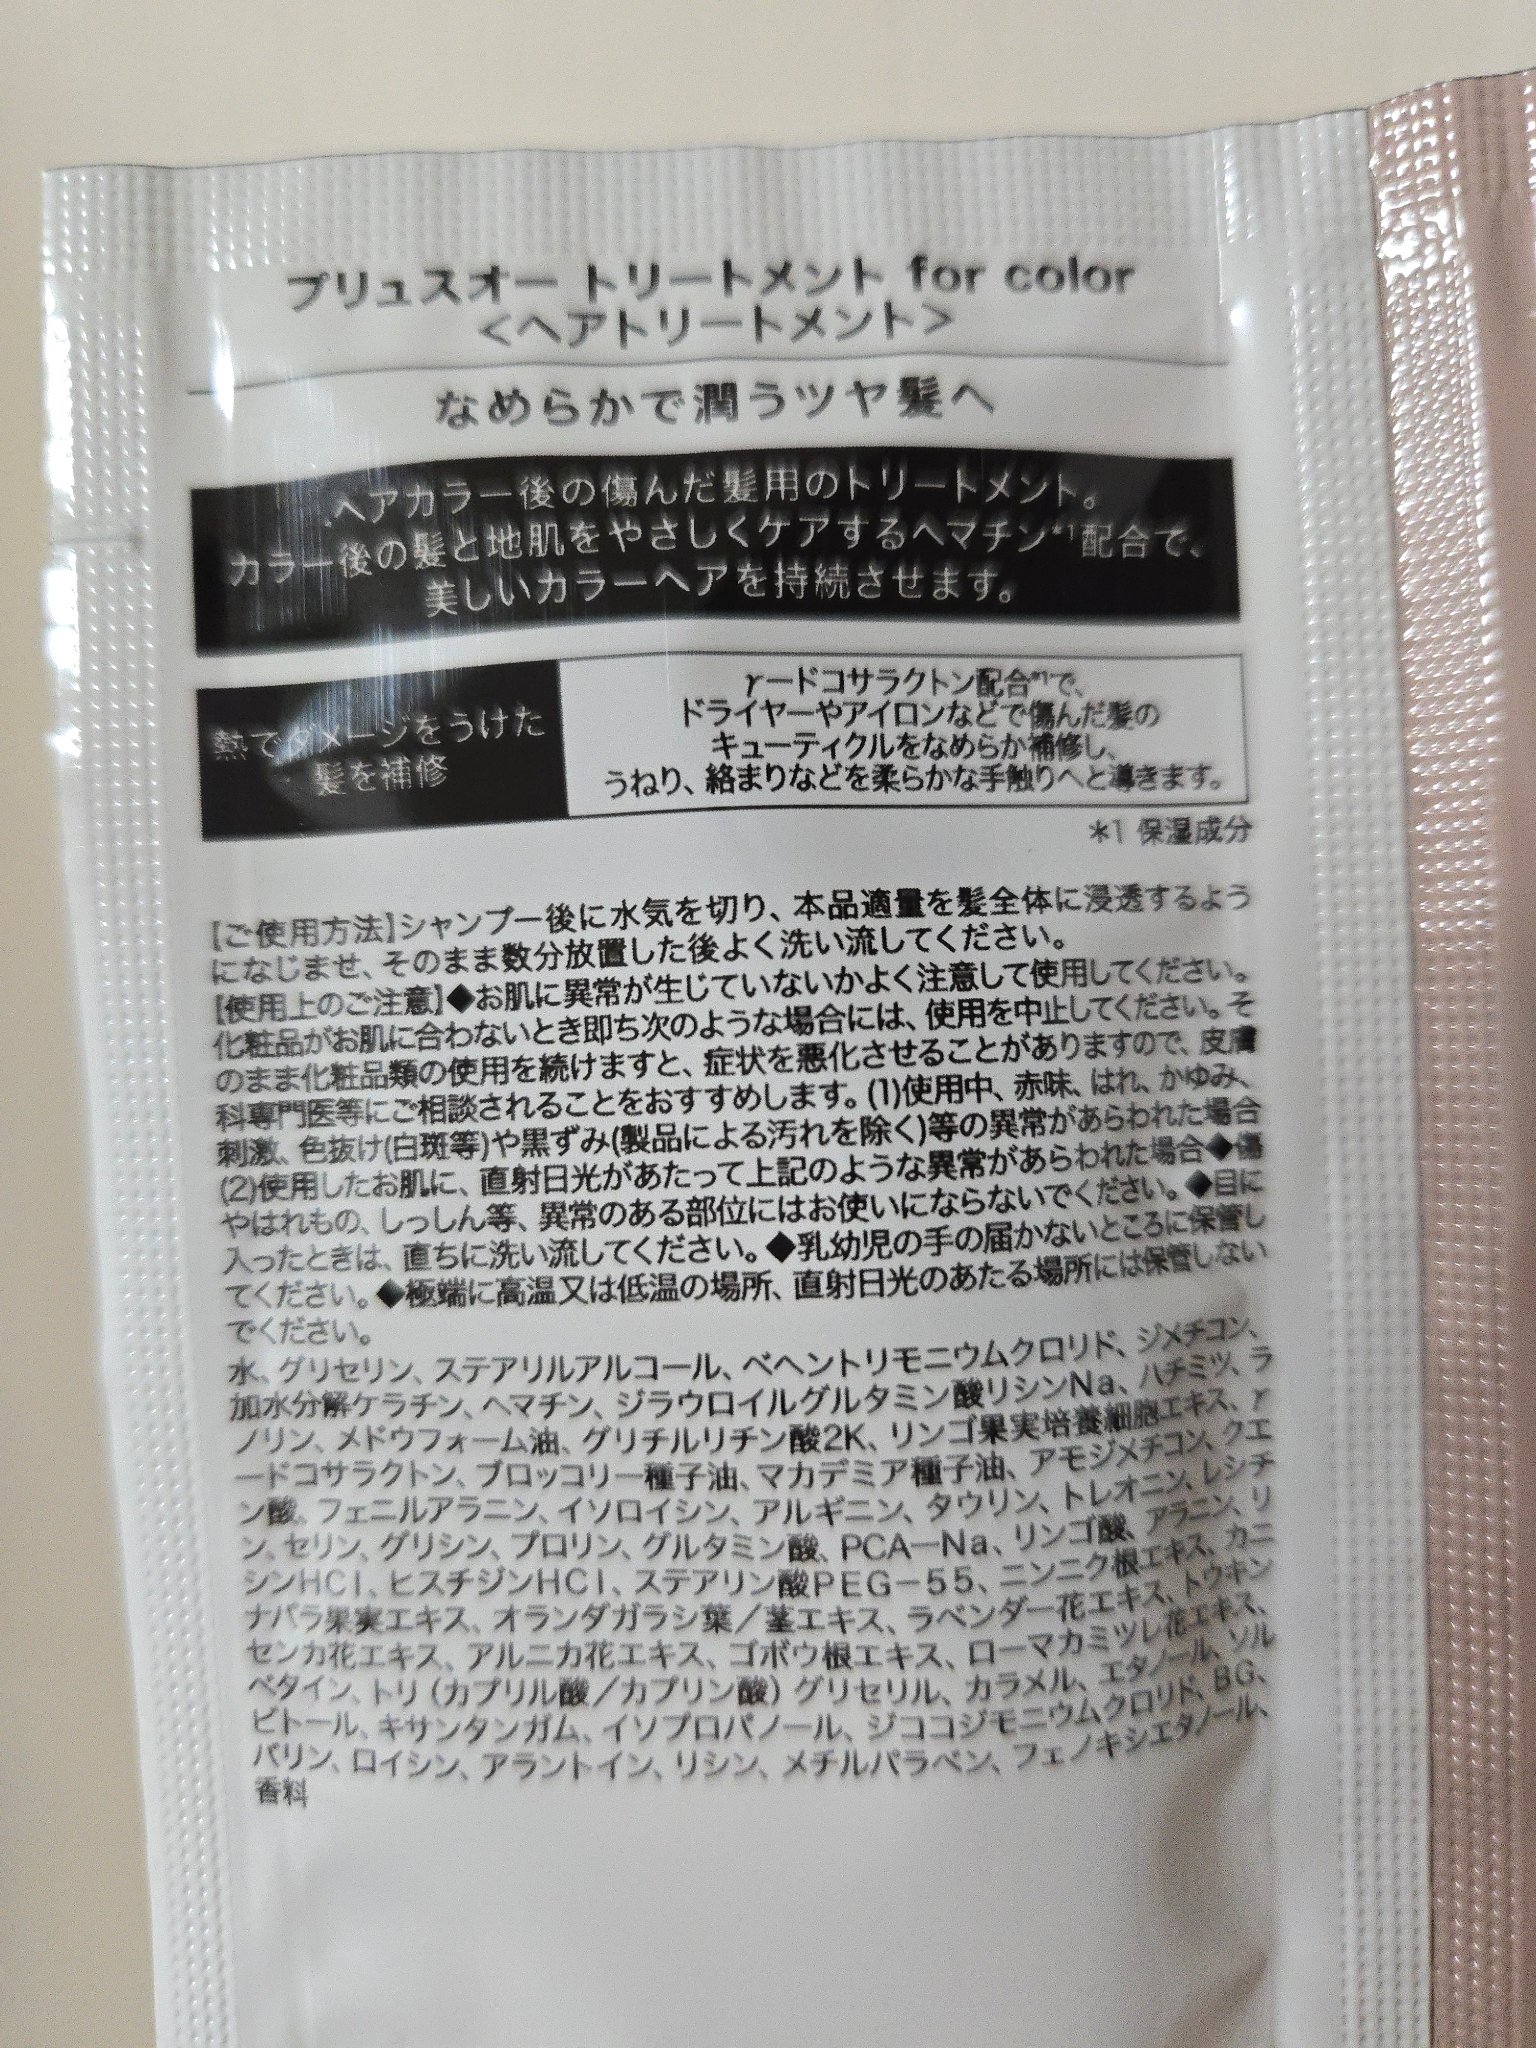 プリュスオー トリートメント for color
＜ヘアトリートメント＞
なめらかで潤うツヤ髪へ
ヘアカラー後の傷んだ髪用のトリートメント。
カラー後の髪と地肌をやさしくケアするヘマチン*1配合で、
美しいカラーヘアを持続させます。
熱でダメージをうけた
髪を補修
γードコサラクトン配合*1で、
ドライヤーやアイロンなどで傷んだ髪の
キューティクルをなめらか補修し、
うねり、絡まりなどを柔らかな手触りへと導きます。
*1 保湿成分
【ご使用方法】シャンプー後に水気を切り、本品適量を髪全体に浸透するよう
になじませ、そのまま数分放置した後よく洗い流してください。
【使用上のご注意】◆お肌に異常が生じていないかよく注意して使用してください。
化粧品がお肌に合わないとき即ち次のような場合には、使用を中止してください。そ
のまま化粧品類の使用を続けますと、症状を悪化させることがありますので、皮膚
科専門医等にご相談されることをおすすめします。(1)使用中、赤味、はれ、かゆみ、
刺激、色抜け(白斑等)や黒ずみ(製品による汚れを除く)等の異常があらわれた場合
(2)使用したお肌に、直射日光があたって上記のような異常があらわれた場合◆傷
やはれもの、しっしん等、異常のある部位にはお使いにならないでください。◆目に
入ったときは、直ちに洗い流してください。◆乳幼児の手の届かないところに保管し
てください。◆極端に高温又は低温の場所、直射日光のあたる場所には保管しない
でください。
水、グリセリン、ステアリルアルコール、ベヘントリモニウムクロリド、ジメチコン、
加水分解ケラチン、ヘマチン、ジラウロイルグルタミン酸リシンNa、ハチミツ、ラ
ノリン、メドウフォーム油、グリチルリチン酸2K、リンゴ果実培養細胞エキス、γ
ードコサラクトン、ブロッコリー種子油、マカデミア種子油、アモジメチコン、クエ
ン酸、フェニルアラニン、イソロイシン、アルギニン、タウリン、トレオニン、レシチ
ン、セリン、グリシン、プロリン、グルタミン酸、PCAーNa、リンゴ酸、アラニン、リ
シンHCl、ヒスチジンHCl、ステアリン酸PEG－55、ニンニク根エキス、カニ
ナバラ果実エキス、オランダガラシ葉／茎エキス、ラベンダー花エキス、トウキン
センカ花エキス、アルニカ花エキス、ゴボウ根エキス、ローマカミツレ花エキス、
ベタイン、トリ（カプリル酸／カプリン酸）グリセリル、カラメル、エタノール、ソル
ビトール、キサンタンガム、イソプロパノール、ジココジモニウムクロリド、BG、
バリン、ロイシン、アラントイン、リシン、メチルパラベン、フェノキシエタノール、
香料